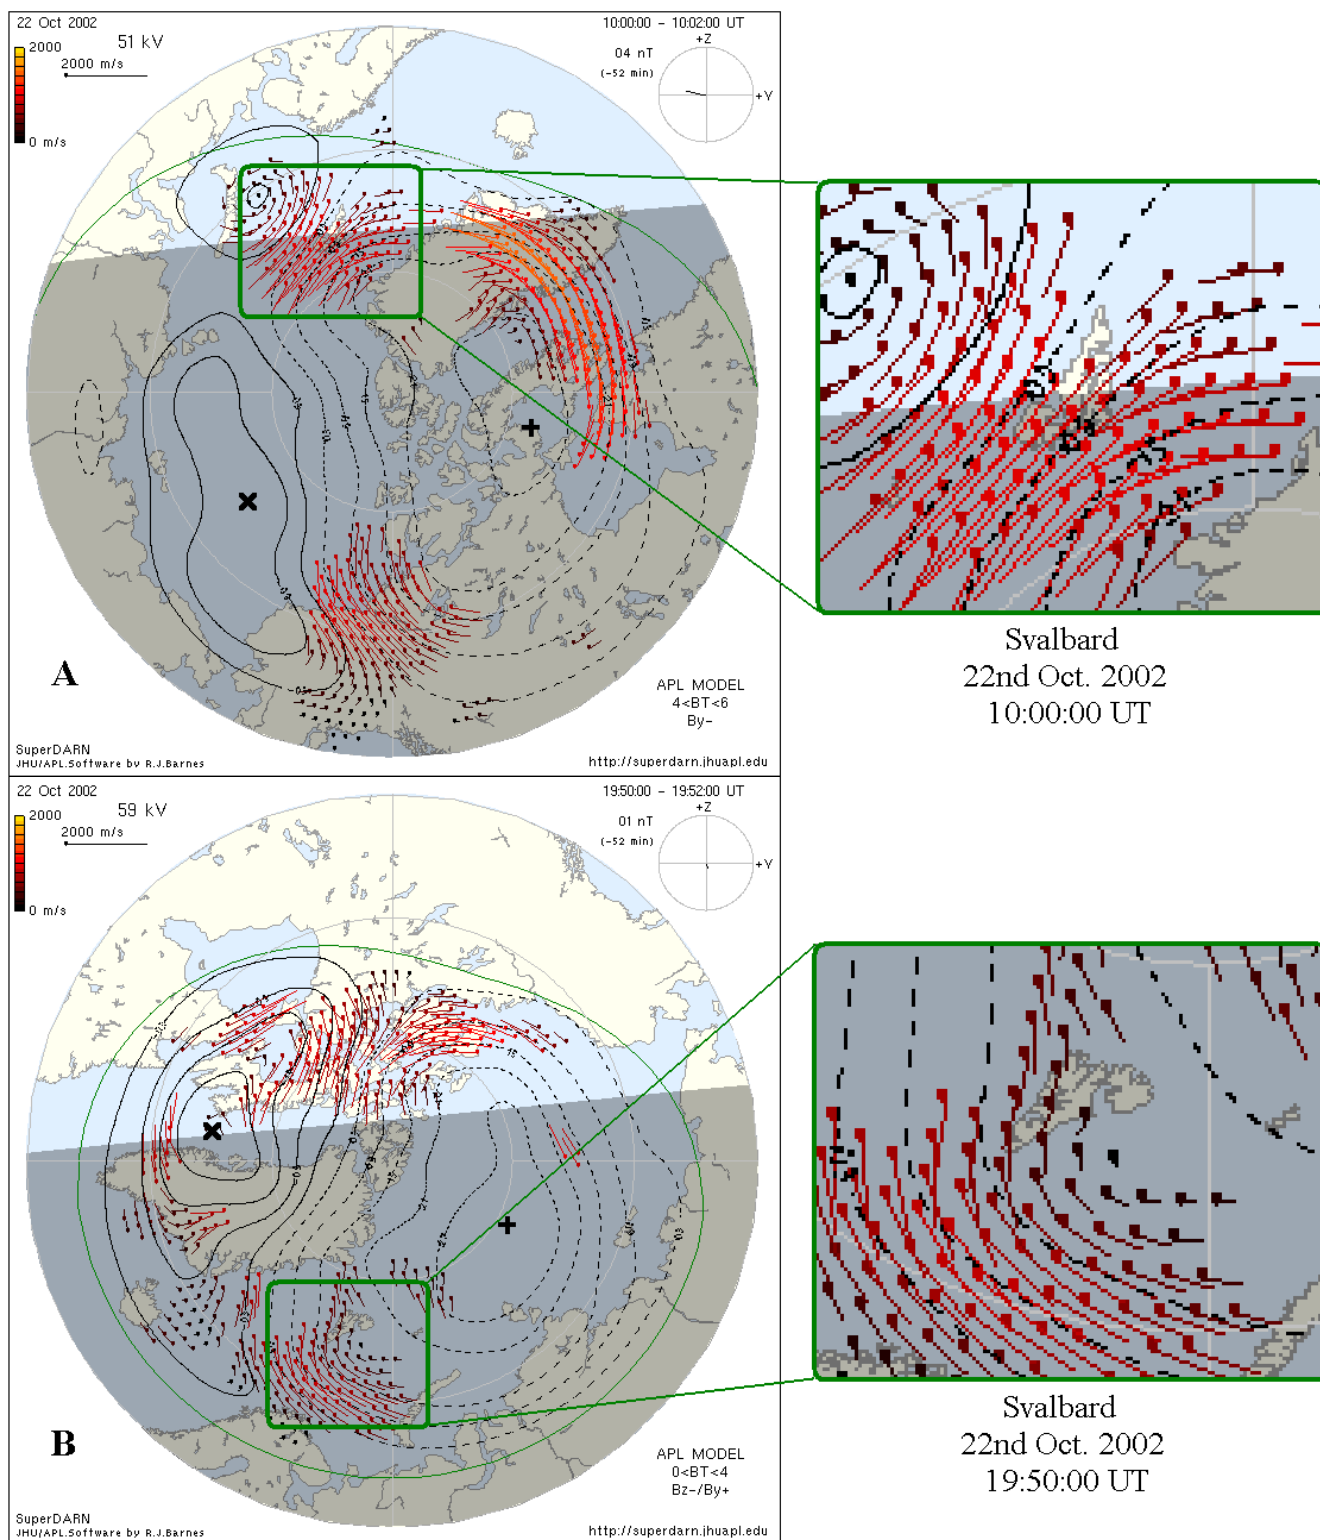 22 Oct 2002
10:00:00 - 10:02:00 UT
51 kV
+Z
2000
2000 m/s
04 nT
(-52 min)
+Y
0 m/s
A
APL MODEL
4<BT<6
By-
SuperDARN
JHU/APL.Software by R.J.Barnes
http://superdarn.jhuapl.edu
Svalbard
22nd Oct. 2002
10:00:00 UT
22 Oct 2002
19:50:00 - 19:52:00 UT
59 kV
+Z
2000
2000 m/s
01 nT
(-52 min)
+Y
0 m/s
B
APL MODEL
0<BT<4
Bz-/By+
SuperDARN
JHU/APL.Software by R.J.Barnes
http://superdarn.jhuapl.edu
Svalbard
22nd Oct. 2002
19:50:00 UT